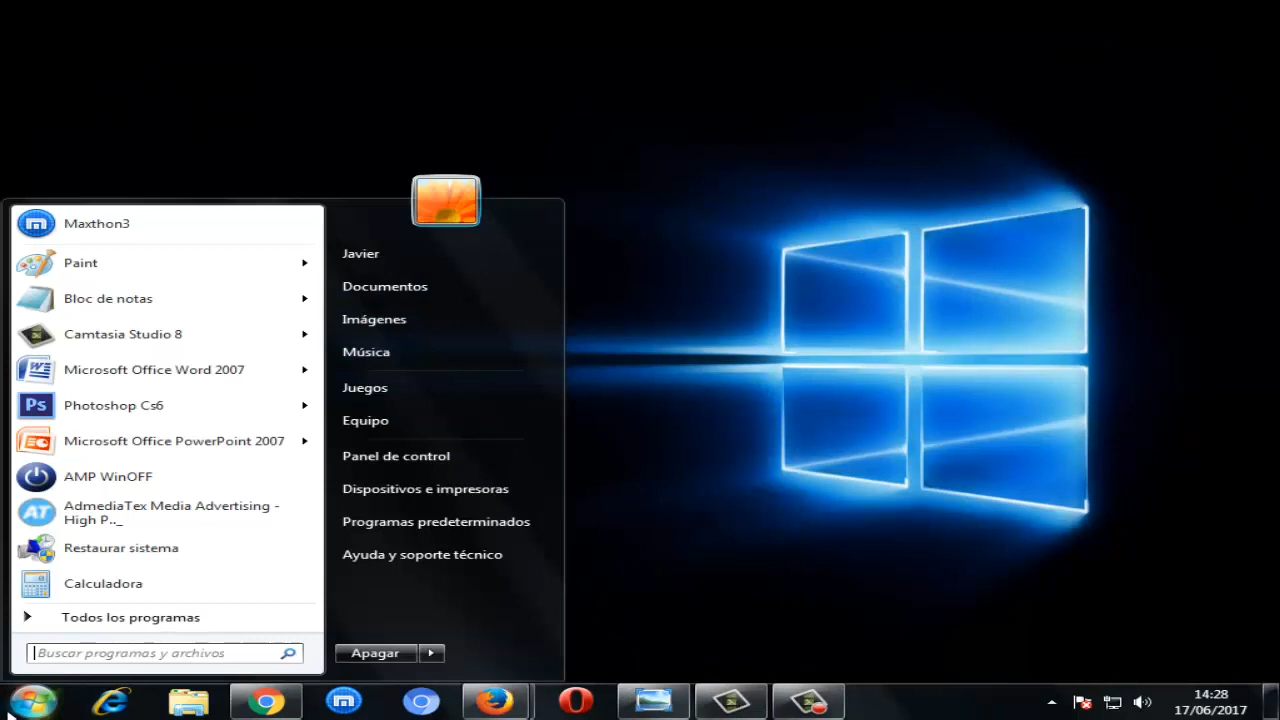 Maxthon3
Paint
Bloc de notas
Camtasia Studio 8
Microsoft Office Word 2007
Ps Photoshop Cs6
Microsoft Office PowerPoint 2007
AMP WinOFF
AT AdmediaTex Media Advertising -
High P.._
Restaurar sistema
Calculadora
Todos los programas
Buscar programas y archivos
Javier
Documentos
Imágenes
Música
Juegos
Equipo
Panel de control
Dispositivos e impresoras
Programas predeterminados
Ayuda y soporte técnico
Apagar
14:28
17/06/2017